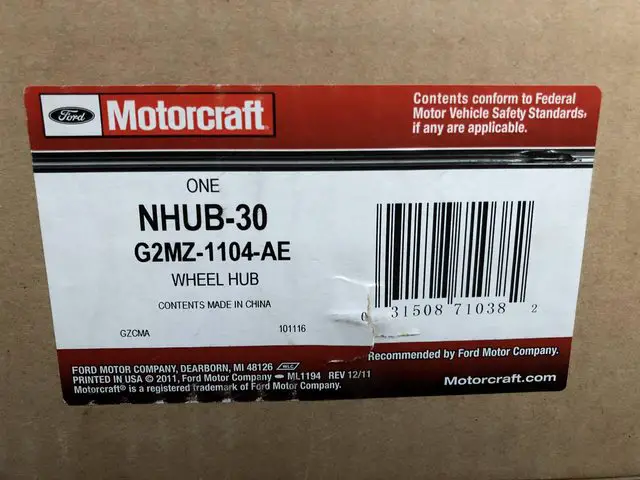 Ford
Motorcraft
Contents conform to Federal
Motor Vehicle Safety Standards,
if any are applicable.
ONE
NHUB-30
G2MZ-1104-AE
WHEEL HUB
CONTENTS MADE IN CHINA
GZCMA
101116
0 31508 71038 2
Recommended by Ford Motor Company.
FORD MOTOR COMPANY, DEARBORN, MI 48126
PRINTED IN USA © 2011, Ford Motor Company - ML1194 REV 12/11
Motorcraft® is a registered trademark of Ford Motor Company.
Motorcraft.com